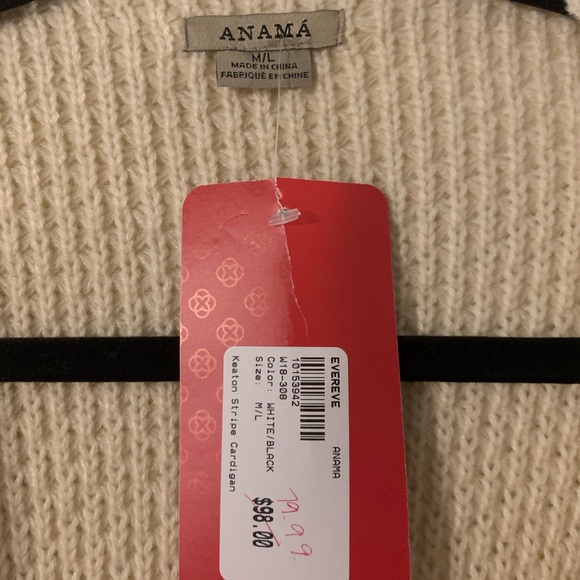 ANAMÁ
M/L
MADE IN CHINA
FABRIQUÉ EN CHINE
EVEREVE ANAMA
10153942
W18-308
Color: WHITE/BLACK
Size: M/L
$98.00
79.99
Keaton Stripe Cardigan